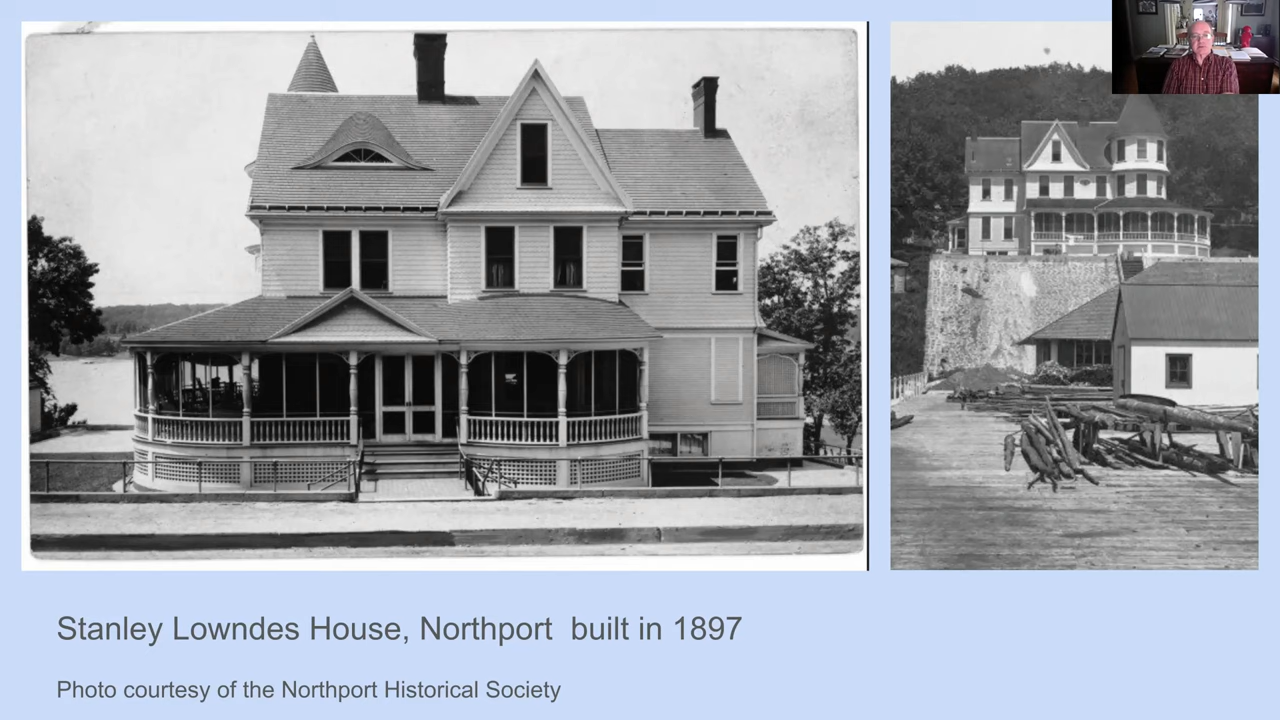 Stanley Lowndes House, Northport  built in 1897
Photo courtesy of the Northport Historical Society